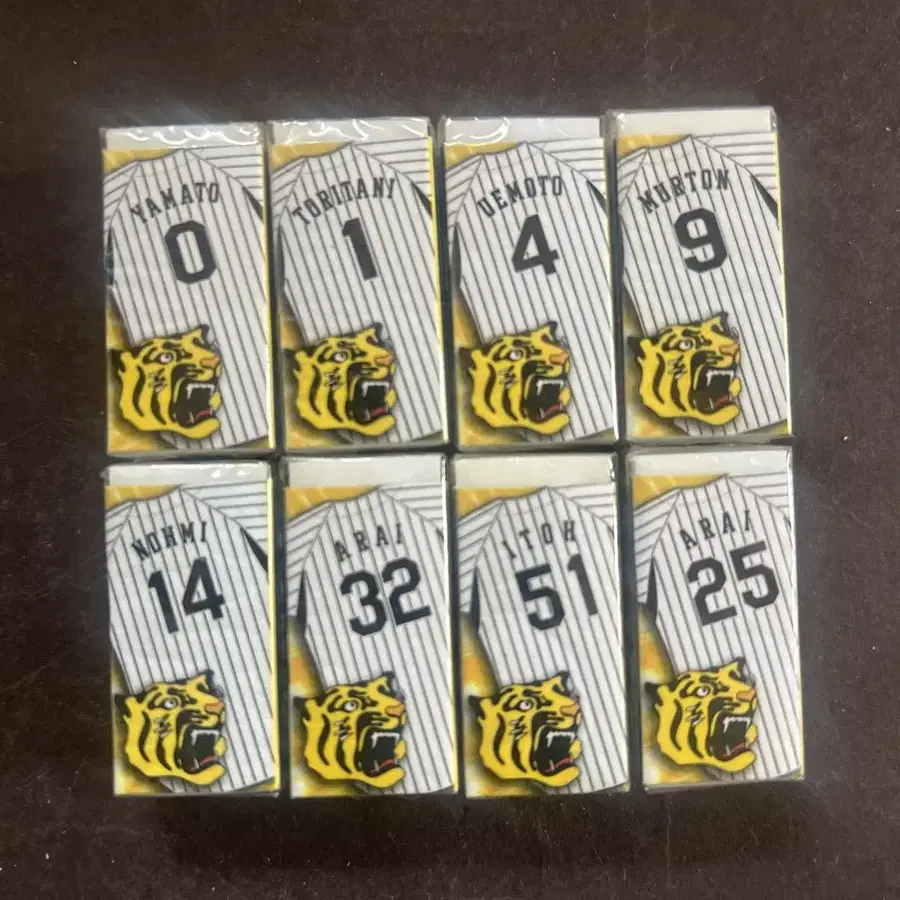 YAMATO
0
TORITANI
1
UEMOTO
4
MURTON
9
NOHMI
14
ARAI
32
ITOH
51
ARAI
25